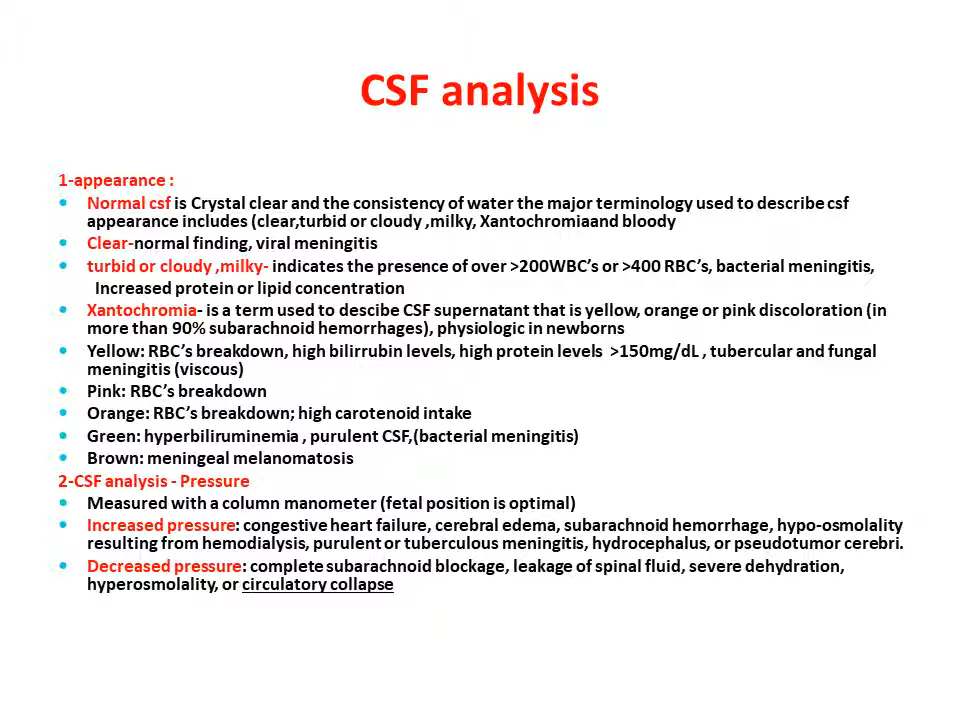 CSF analysis
1-appearance :
• Normal csf is Crystal clear and the consistency of water the major terminology used to describe csf
appearance includes (clear,turbid or cloudy ,milky, Xantochromiaand bloody
• Clear-normal finding, viral meningitis
• turbid or cloudy ,milky- indicates the presence of over >200WBC’s or >400 RBC’s, bacterial meningitis,
Increased protein or lipid concentration
• Xantochromia- is a term used to descibe CSF supernatant that is yellow, orange or pink discoloration (in
more than 90% subarachnoid hemorrhages), physiologic in newborns
• Yellow: RBC’s breakdown, high bilirrubin levels, high protein levels >150mg/dL , tubercular and fungal
meningitis (viscous)
• Pink: RBC’s breakdown
• Orange: RBC’s breakdown; high carotenoid intake
• Green: hyperbiliruminemia , purulent CSF,(bacterial meningitis)
• Brown: meningeal melanomatosis
2-CSF analysis - Pressure
• Measured with a column manometer (fetal position is optimal)
• Increased pressure: congestive heart failure, cerebral edema, subarachnoid hemorrhage, hypo-osmolality
resulting from hemodialysis, purulent or tuberculous meningitis, hydrocephalus, or pseudotumor cerebri.
• Decreased pressure: complete subarachnoid blockage, leakage of spinal fluid, severe dehydration,
hyperosmolality, or circulatory collapse